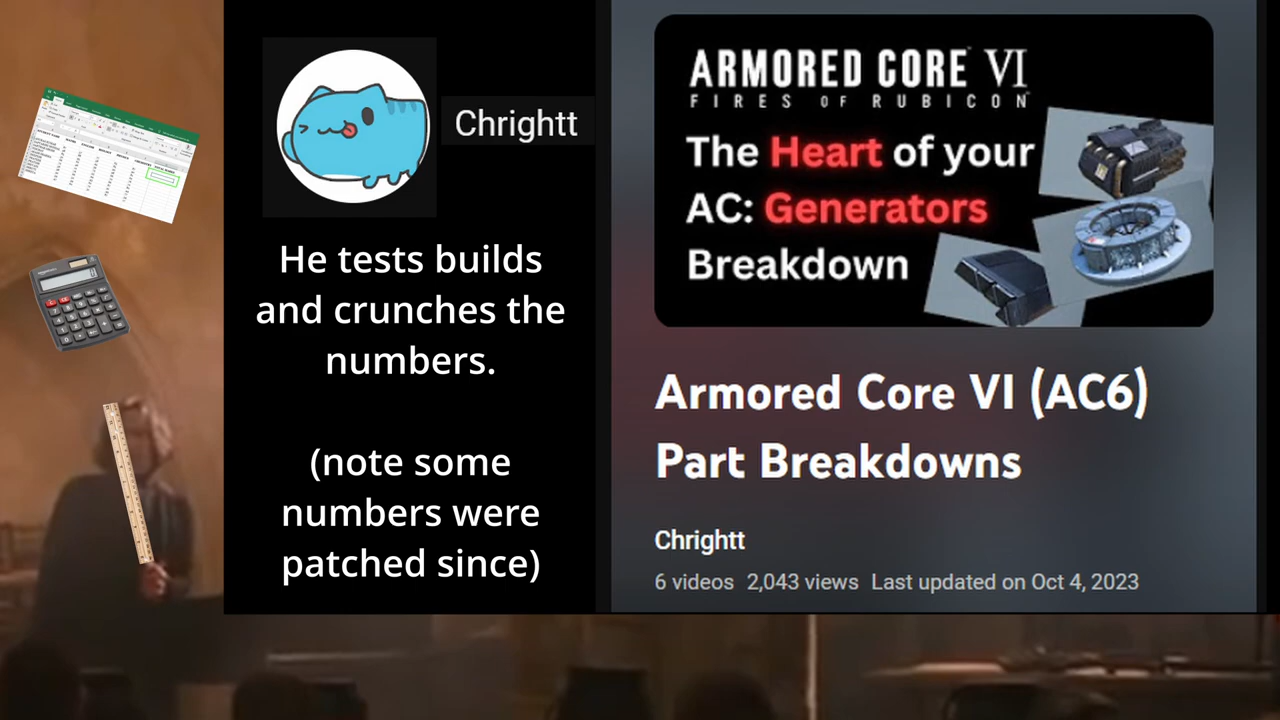 Chrightt
He tests builds
and crunches the
numbers.
(note some
numbers were
patched since)
ARMORED CORE VI
FIRES OF RUBICON
The Heart of your
AC: Generators
Breakdown
Armored Core VI (AC6)
Part Breakdowns
Chrightt
6 videos 2,043 views Last updated on Oct 4, 2023